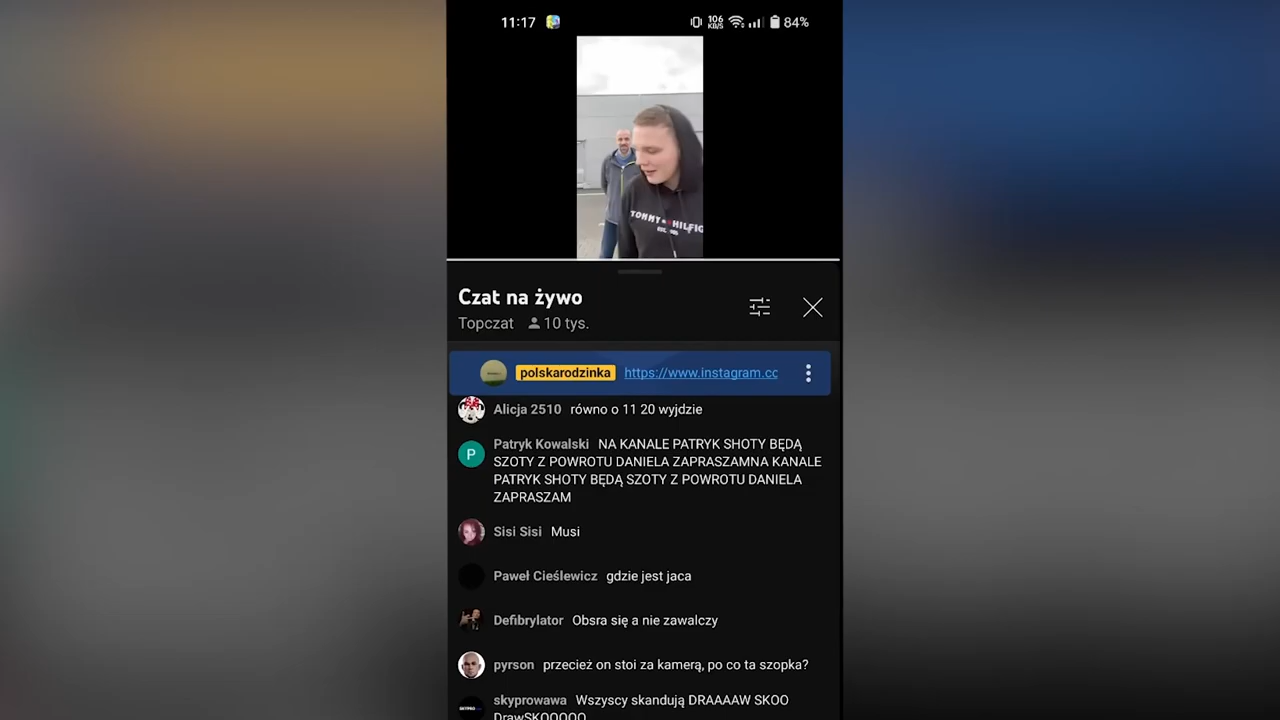 11:17
106
KB/S
84%
TOMMY HILFIG
Czat na żywo
Topczat 10 tys.
polskarodzinka https://www.instagram.cc
Alicja 2510 równo o 11 20 wyjdzie
Patryk Kowalski NA KANALE PATRYK SHOTY BĘDĄ
SZOTY Z POWROTU DANIELA ZAPRASZAMNA KANALE
PATRYK SHOTY BĘDĄ SZOTY Z POWROTU DANIELA
ZAPRASZAM
P
Sisi Sisi Musi
Paweł Cieślewicz gdzie jest jaca
Defibrylator Obsra się a nie zawalczy
pyrson przecież on stoi za kamerą, po co ta szopka?
skyprowawa Wszyscy skandują DRAAAAW SKOO
DrawSKOOOOO